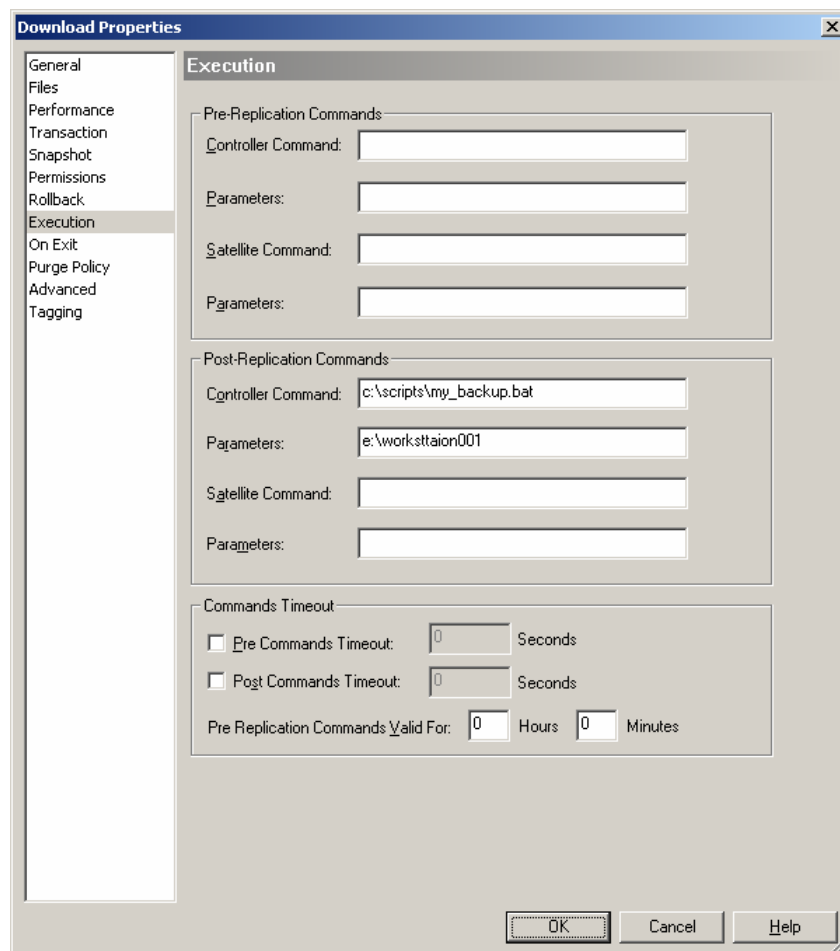 Download Properties
General
Files
Performance
Transaction
Snapshot
Permissions
Rollback
Execution
On Exit
Purge Policy
Advanced
Tagging
Execution
Pre-Replication Commands
Controller Command:
Parameters:
Satellite Command:
Parameters:
Post-Replication Commands
Controller Command: c:\scripts\my_backup.bat
Parameters: e:\worksttaion001
Satellite Command:
Parameters:
Commands Timeout
Pre Commands Timeout: 0 Seconds
Post Commands Timeout: 0 Seconds
Pre Replication Commands Valid For: 0 Hours 0 Minutes
OK Cancel Help